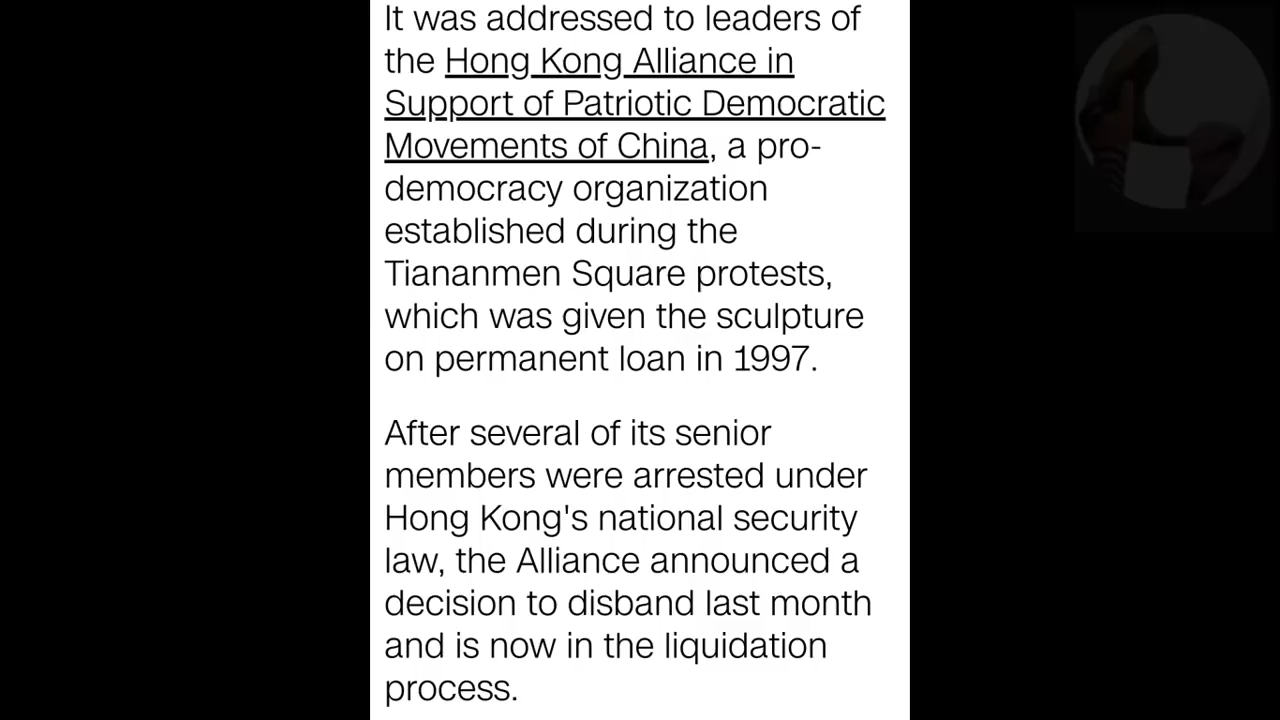 It was addressed to leaders of
the Hong Kong Alliance in
Support of Patriotic Democratic
Movements of China, a pro-
democracy organization
established during the
Tiananmen Square protests,
which was given the sculpture
on permanent loan in 1997.
After several of its senior
members were arrested under
Hong Kong's national security
law, the Alliance announced a
decision to disband last month
and is now in the liquidation
process.